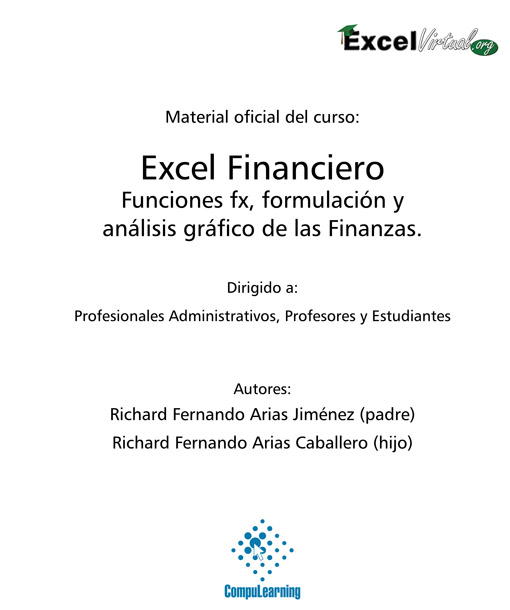 ExcelVirtual.org
Material oficial del curso:
Excel Financiero
Funciones fx, formulación y
análisis gráfico de las Finanzas.
Dirigido a:
Profesionales Administrativos, Profesores y Estudiantes
Autores:
Richard Fernando Arias Jiménez (padre)
Richard Fernando Arias Caballero (hijo)
CompuLearning